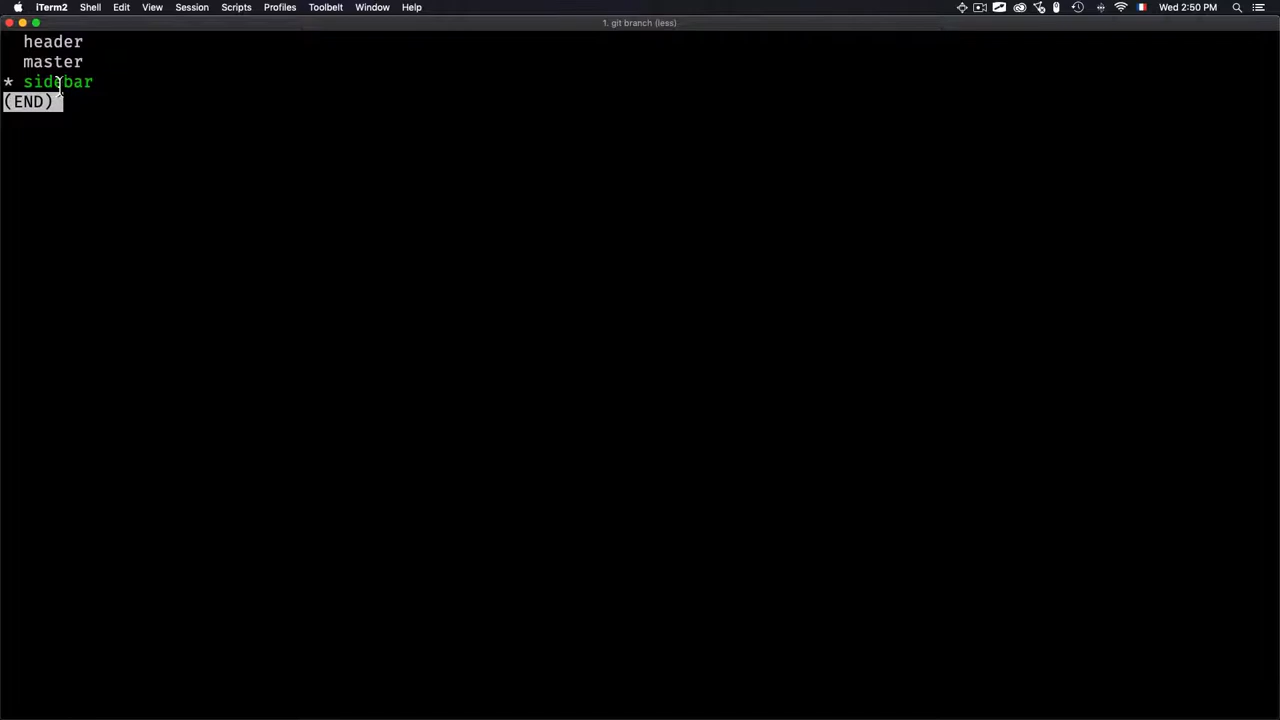 iTerm2 Shell Edit View Session Scripts Profiles Toolbelt Window Help Wed 2:50 PM
1. git branch (less)
header
master
* sidebar
(END)